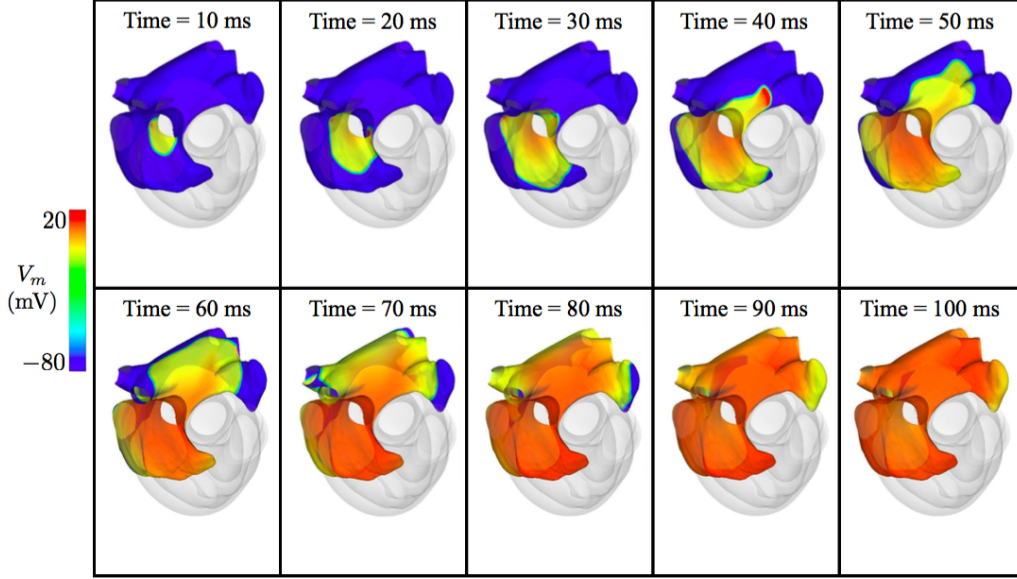 Time = 10 ms
Time = 20 ms
Time = 30 ms
Time = 40 ms
Time = 50 ms
20
V_m
(mV)
−80
Time = 60 ms
Time = 70 ms
Time = 80 ms
Time = 90 ms
Time = 100 ms